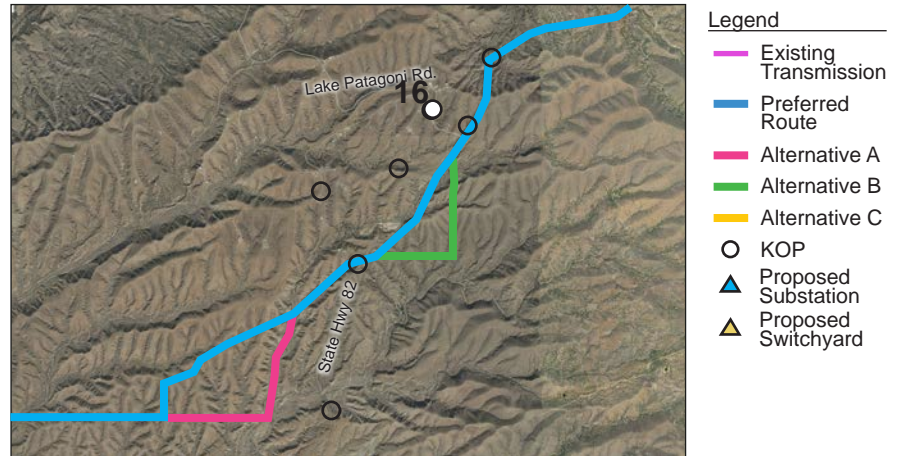 Lake Patagoni Rd.
16
State Hwy 82
Legend
Existing
Transmission
Preferred
Route
Alternative A
Alternative B
Alternative C
KOP
Proposed
Substation
Proposed
Switchyard